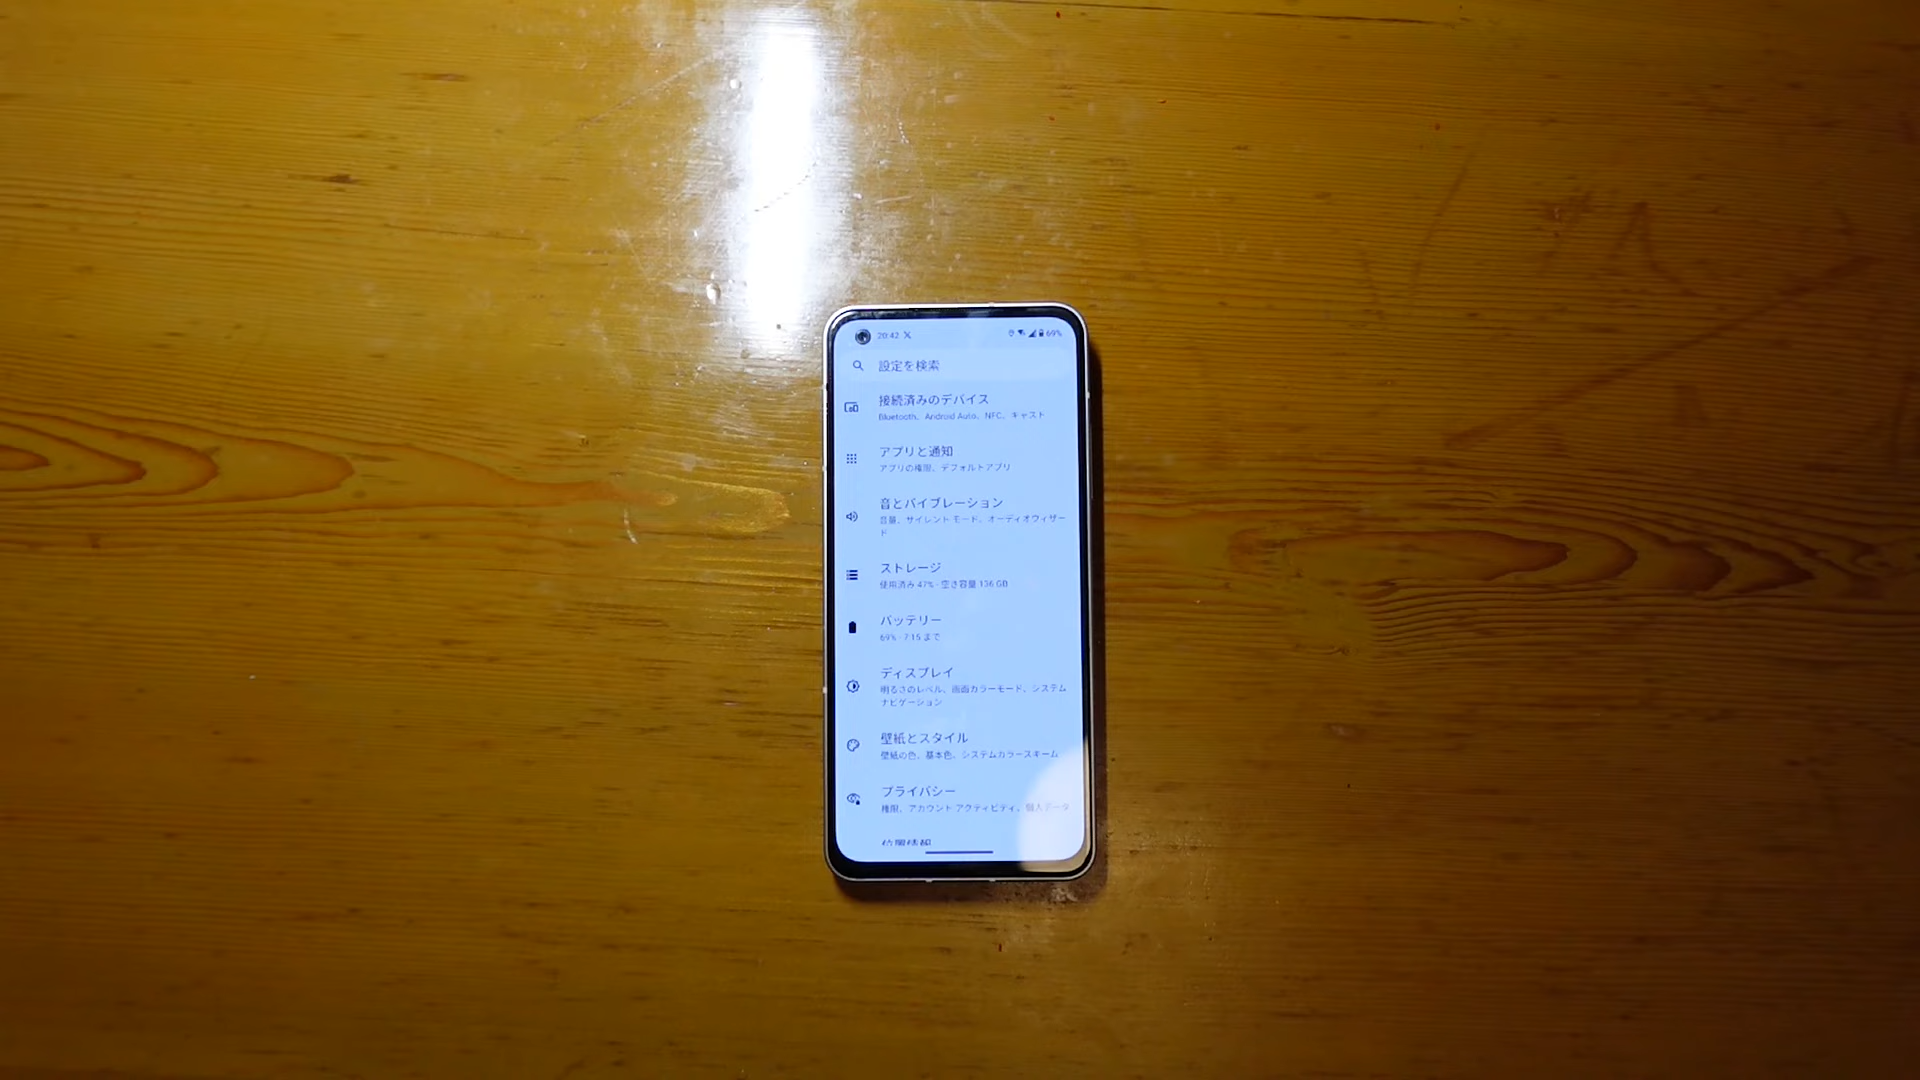 20:42 X
69%
設定を検索
接続済みのデバイス
Bluetooth、Android Auto、NFC、キャスト
アプリと通知
アプリの権限、デフォルトアプリ
音とバイブレーション
音量、サイレント モード、オーディオウィザー
ド
ストレージ
使用済み 47% - 空き容量 136 GB
バッテリー
69% - 7:15 まで
ディスプレイ
明るさのレベル、画面カラーモード、システム
ナビゲーション
壁紙とスタイル
壁紙の色、基本色、システムカラースキーム
プライバシー
権限、アカウント アクティビティ、個人データ
位置情報